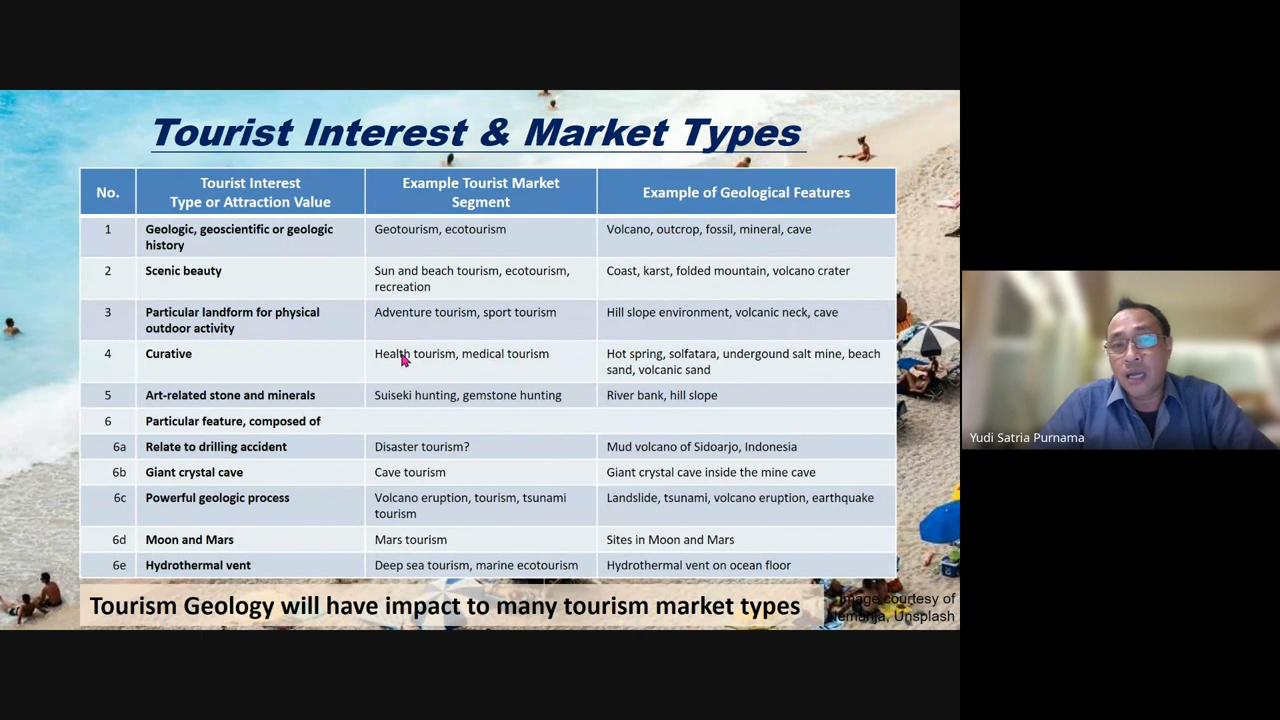 Tourist Interest & Market Types
No.
Tourist Interest
Type or Attraction Value
Example Tourist Market
Segment
Example of Geological Features
1
Geologic, geoscientific or geologic
history
Geotourism, ecotourism
Volcano, outcrop, fossil, mineral, cave
2
Scenic beauty
Sun and beach tourism, ecotourism,
recreation
Coast, karst, folded mountain, volcano crater
3
Particular landform for physical
outdoor activity
Adventure tourism, sport tourism
Hill slope environment, volcanic neck, cave
4
Curative
Health tourism, medical tourism
Hot spring, solfatara, undergound salt mine, beach
sand, volcanic sand
5
Art-related stone and minerals
Suiseki hunting, gemstone hunting
River bank, hill slope
6
Particular feature, composed of
6a
Relate to drilling accident
Disaster tourism?
Mud volcano of Sidoarjo, Indonesia
6b
Giant crystal cave
Cave tourism
Giant crystal cave inside the mine cave
6c
Powerful geologic process
Volcano eruption, tourism, tsunami
tourism
Landslide, tsunami, volcano eruption, earthquake
6d
Moon and Mars
Mars tourism
Sites in Moon and Mars
6e
Hydrothermal vent
Deep sea tourism, marine ecotourism
Hydrothermal vent on ocean floor
Tourism Geology will have impact to many tourism market types
Image courtesy of
Nemanja, Unsplash
Yudi Satria Purnama